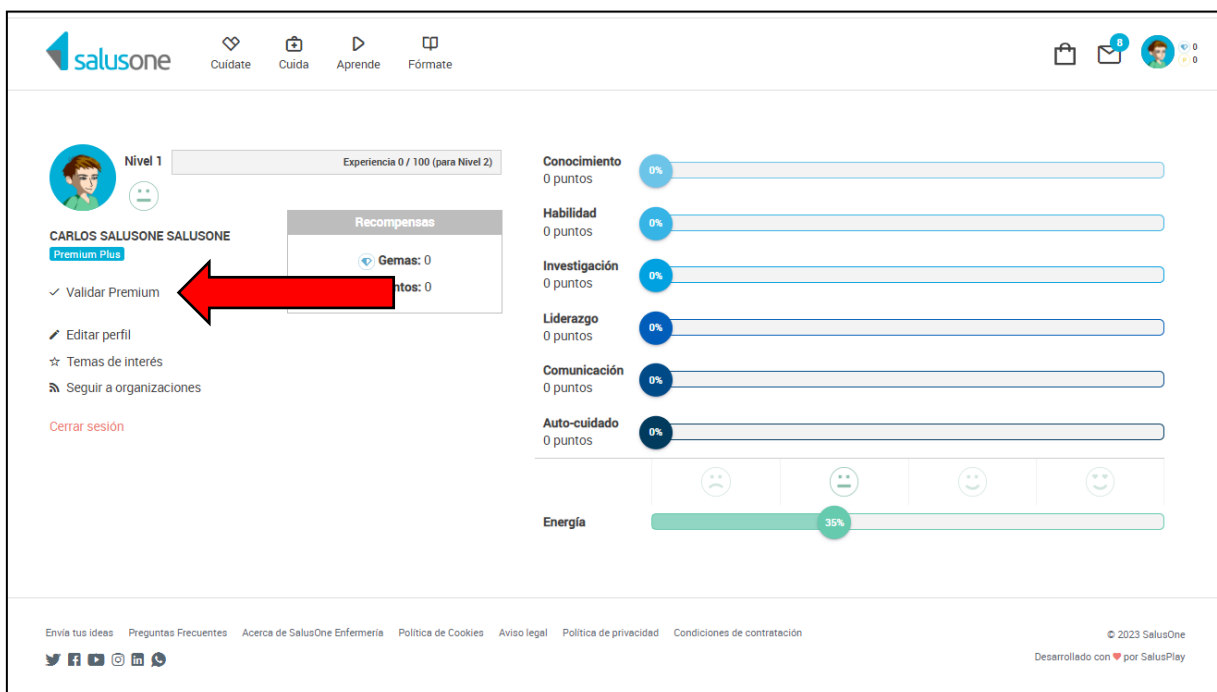 salusone
Cuídate
Cuida
Aprende
Fórmate
8
0
0
Nivel 1
Experiencia 0 / 100 (para Nivel 2)
CARLOS SALUSONE SALUSONE
Premium Plus
Recompensas
Gemas: 0
ntos: 0
Validar Premium
Editar perfil
Temas de interés
Seguir a organizaciones
Cerrar sesión
Conocimiento
0 puntos
0%
Habilidad
0 puntos
0%
Investigación
0 puntos
0%
Liderazgo
0 puntos
0%
Comunicación
0 puntos
0%
Auto-cuidado
0 puntos
0%
Energía
35%
Envía tus ideas Preguntas Frecuentes Acerca de SalusOne Enfermería Política de Cookies Aviso legal Política de privacidad Condiciones de contratación
© 2023 SalusOne
Desarrollado con ♥ por SalusPlay